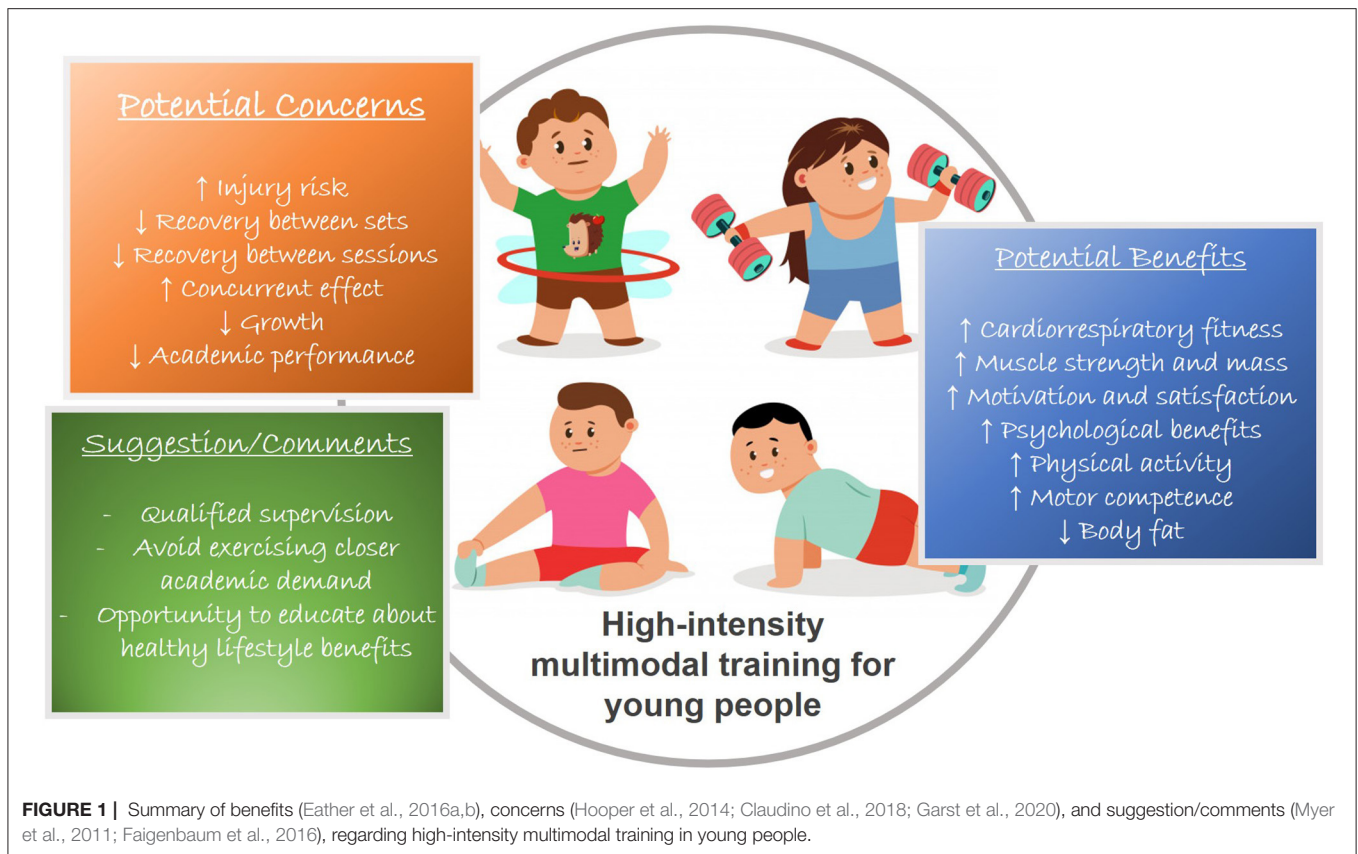 Potential Concerns
↑ Injury risk
↓ Recovery between sets
↓ Recovery between sessions
↑ Concurrent effect
↓ Growth
↓ Academic performance
Suggestion/Comments
- Qualified supervision
- Avoid exercising closer
academic demand
- Opportunity to educate about
healthy lifestyle benefits
Potential Benefits
↑ Cardiorrespiratory fitness
↑ Muscle strength and mass
↑ Motivation and satisfaction
↑ Psychological benefits
↑ Physical activity
↑ Motor competence
↓ Body fat
High-intensity
multimodal training for
young people
FIGURE 1 | Summary of benefits (Eather et al., 2016a,b), concerns (Hooper et al., 2014; Claudino et al., 2018; Garst et al., 2020), and suggestion/comments (Myer
et al., 2011; Faigenbaum et al., 2016), regarding high-intensity multimodal training in young people.